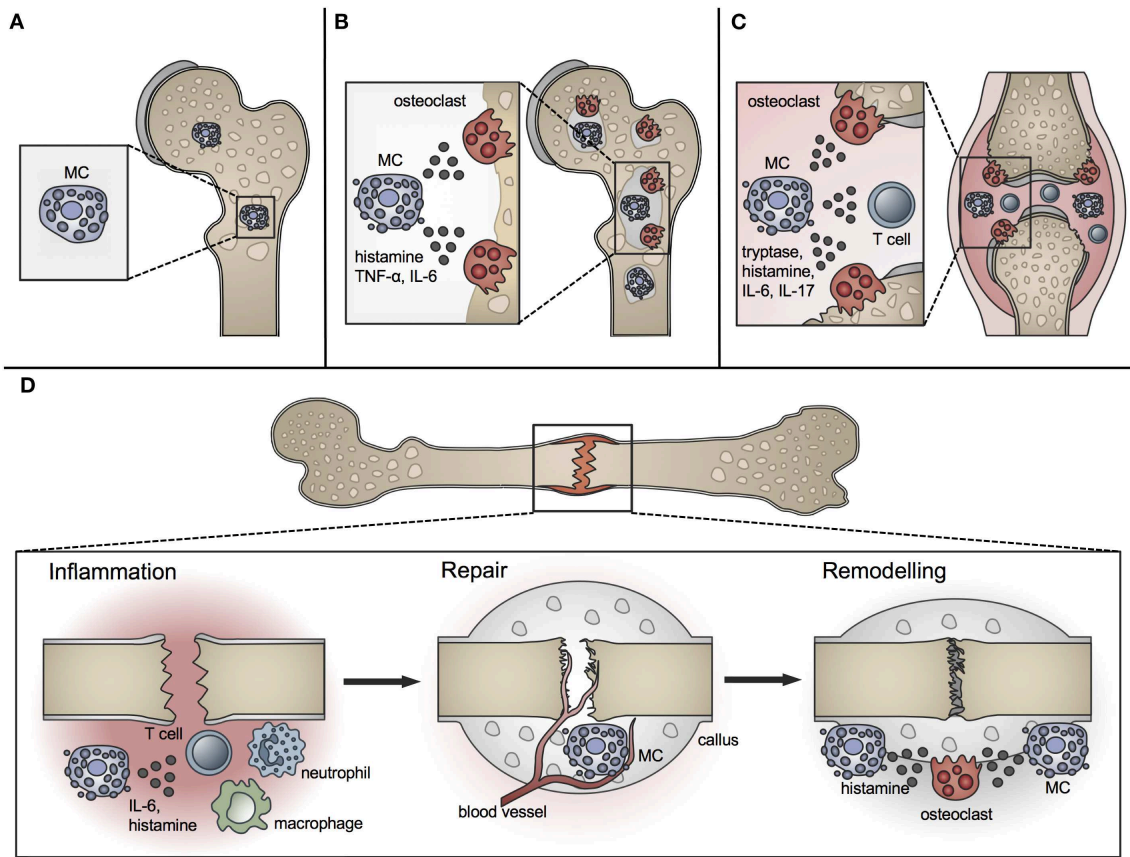 A
MC
B
osteoclast
MC
histamine
TNF-α, IL-6
C
osteoclast
MC
T cell
tryptase,
histamine,
IL-6, IL-17
D
Inflammation
T cell
neutrophil
IL-6,
histamine
macrophage
Repair
MC
callus
blood vessel
Remodelling
histamine
MC
osteoclast